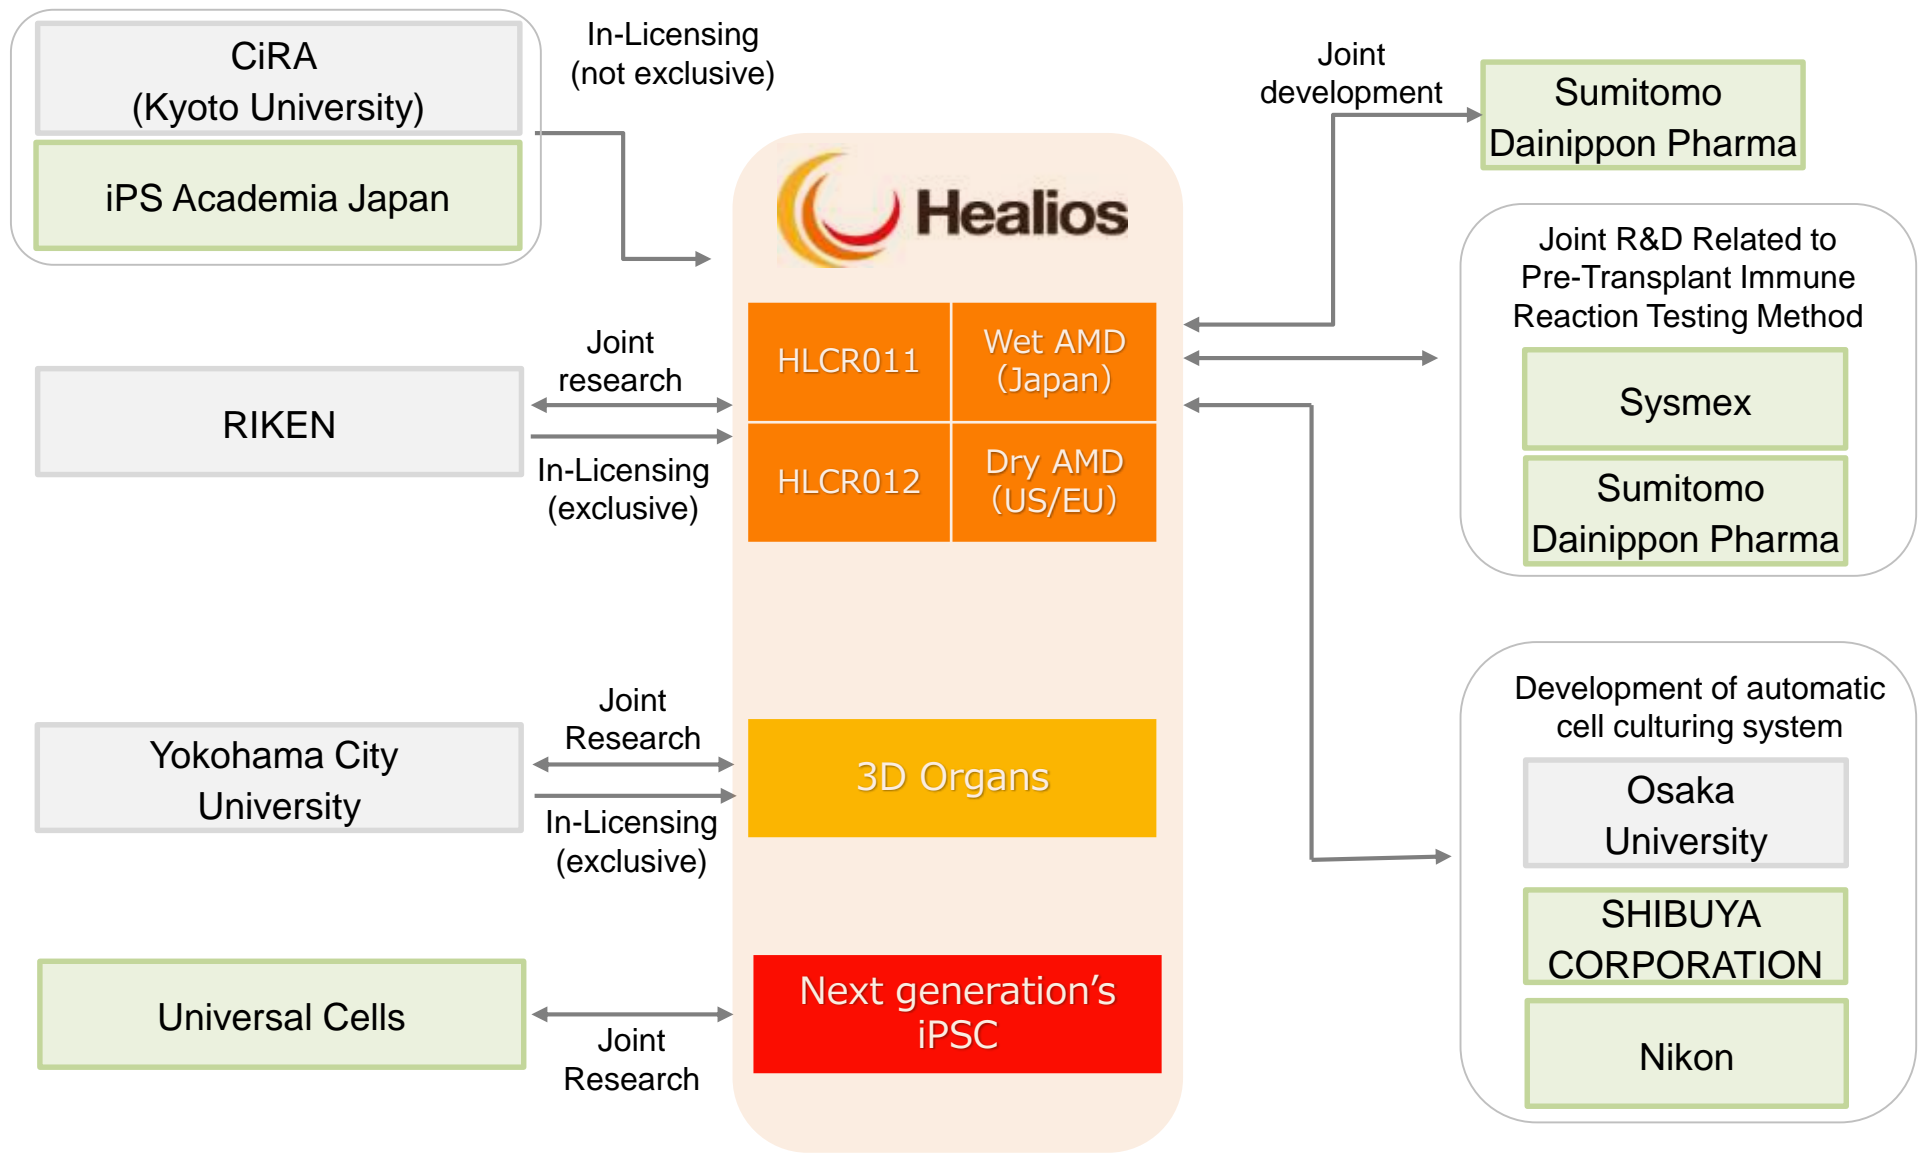 CiRA
(Kyoto University)
iPS Academia Japan
In-Licensing
(not exclusive)
RIKEN
Joint
research
In-Licensing
(exclusive)
Yokohama City
University
Joint
Research
In-Licensing
(exclusive)
Universal Cells
Joint
Research
Healios
HLCR011
Wet AMD
(Japan)
HLCR012
Dry AMD
(US/EU)
3D Organs
Next generation’s
iPSC
Joint
development
Sumitomo
Dainippon Pharma
Joint R&D Related to
Pre-Transplant Immune
Reaction Testing Method
Sysmex
Sumitomo
Dainippon Pharma
Development of automatic
cell culturing system
Osaka
University
SHIBUYA
CORPORATION
Nikon